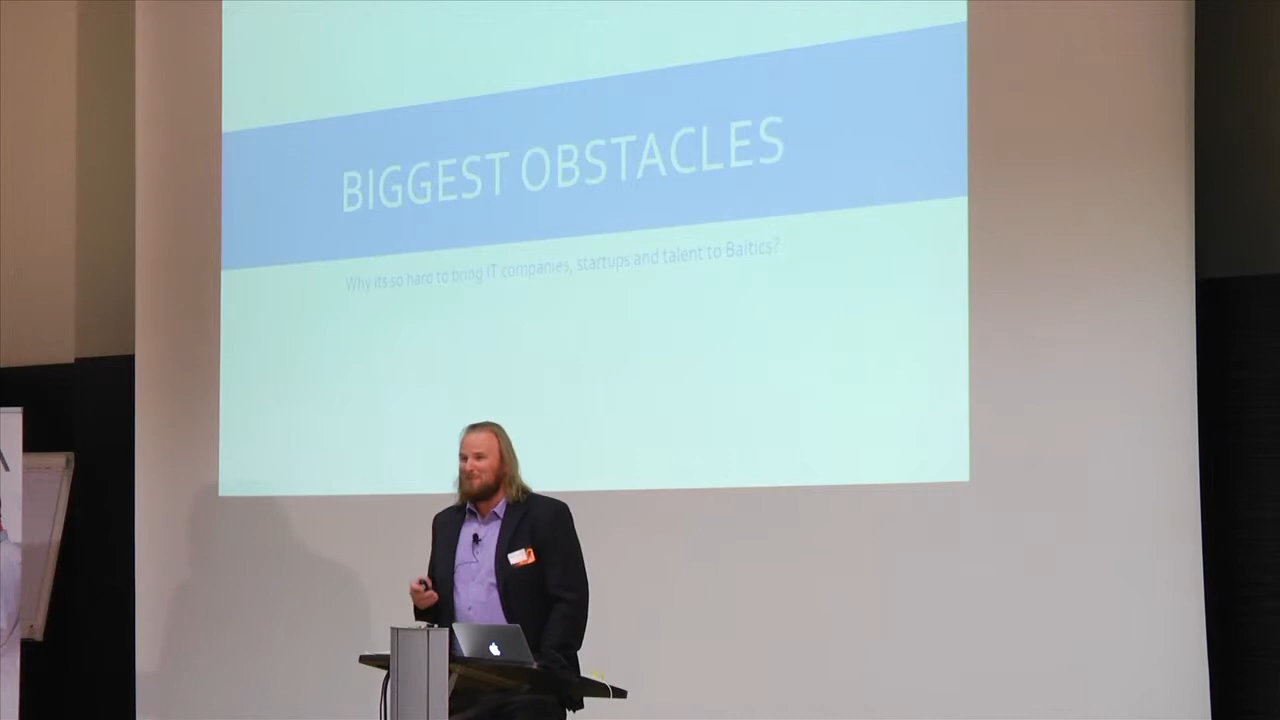 BIGGEST OBSTACLES
Why its so hard to bring IT companies, startups and talent to Baltics?